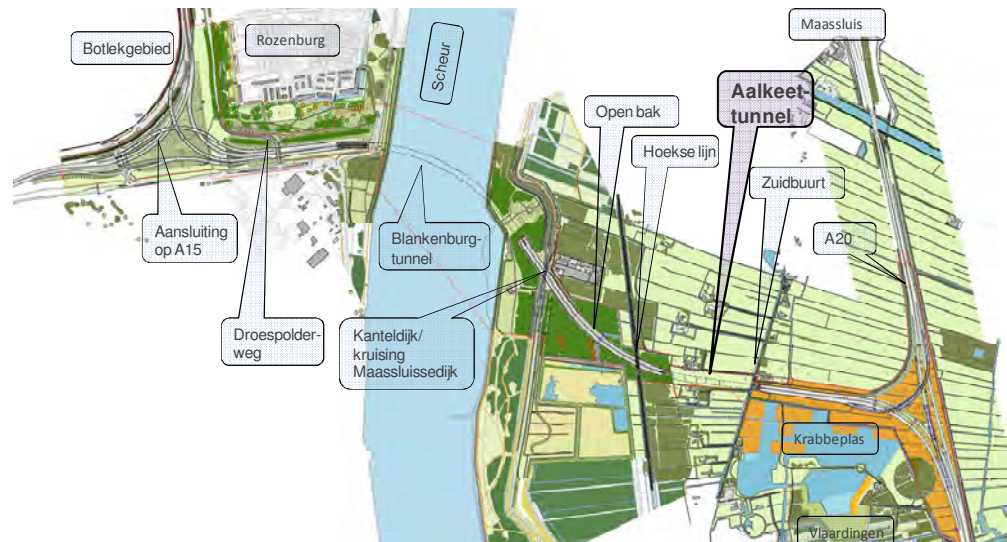 Botlekgebied
Rozenburg
Scheur
Maassluis
Aalkeet-
tunnel
Open bak
Hoekse lijn
Zuidbuurt
A20
Aansluiting
op A15
Blankenburg-
tunnel
Droespolder-
weg
Kanteldijk/
kruising
Maassluissedijk
Krabbeplas
Vlaardingen